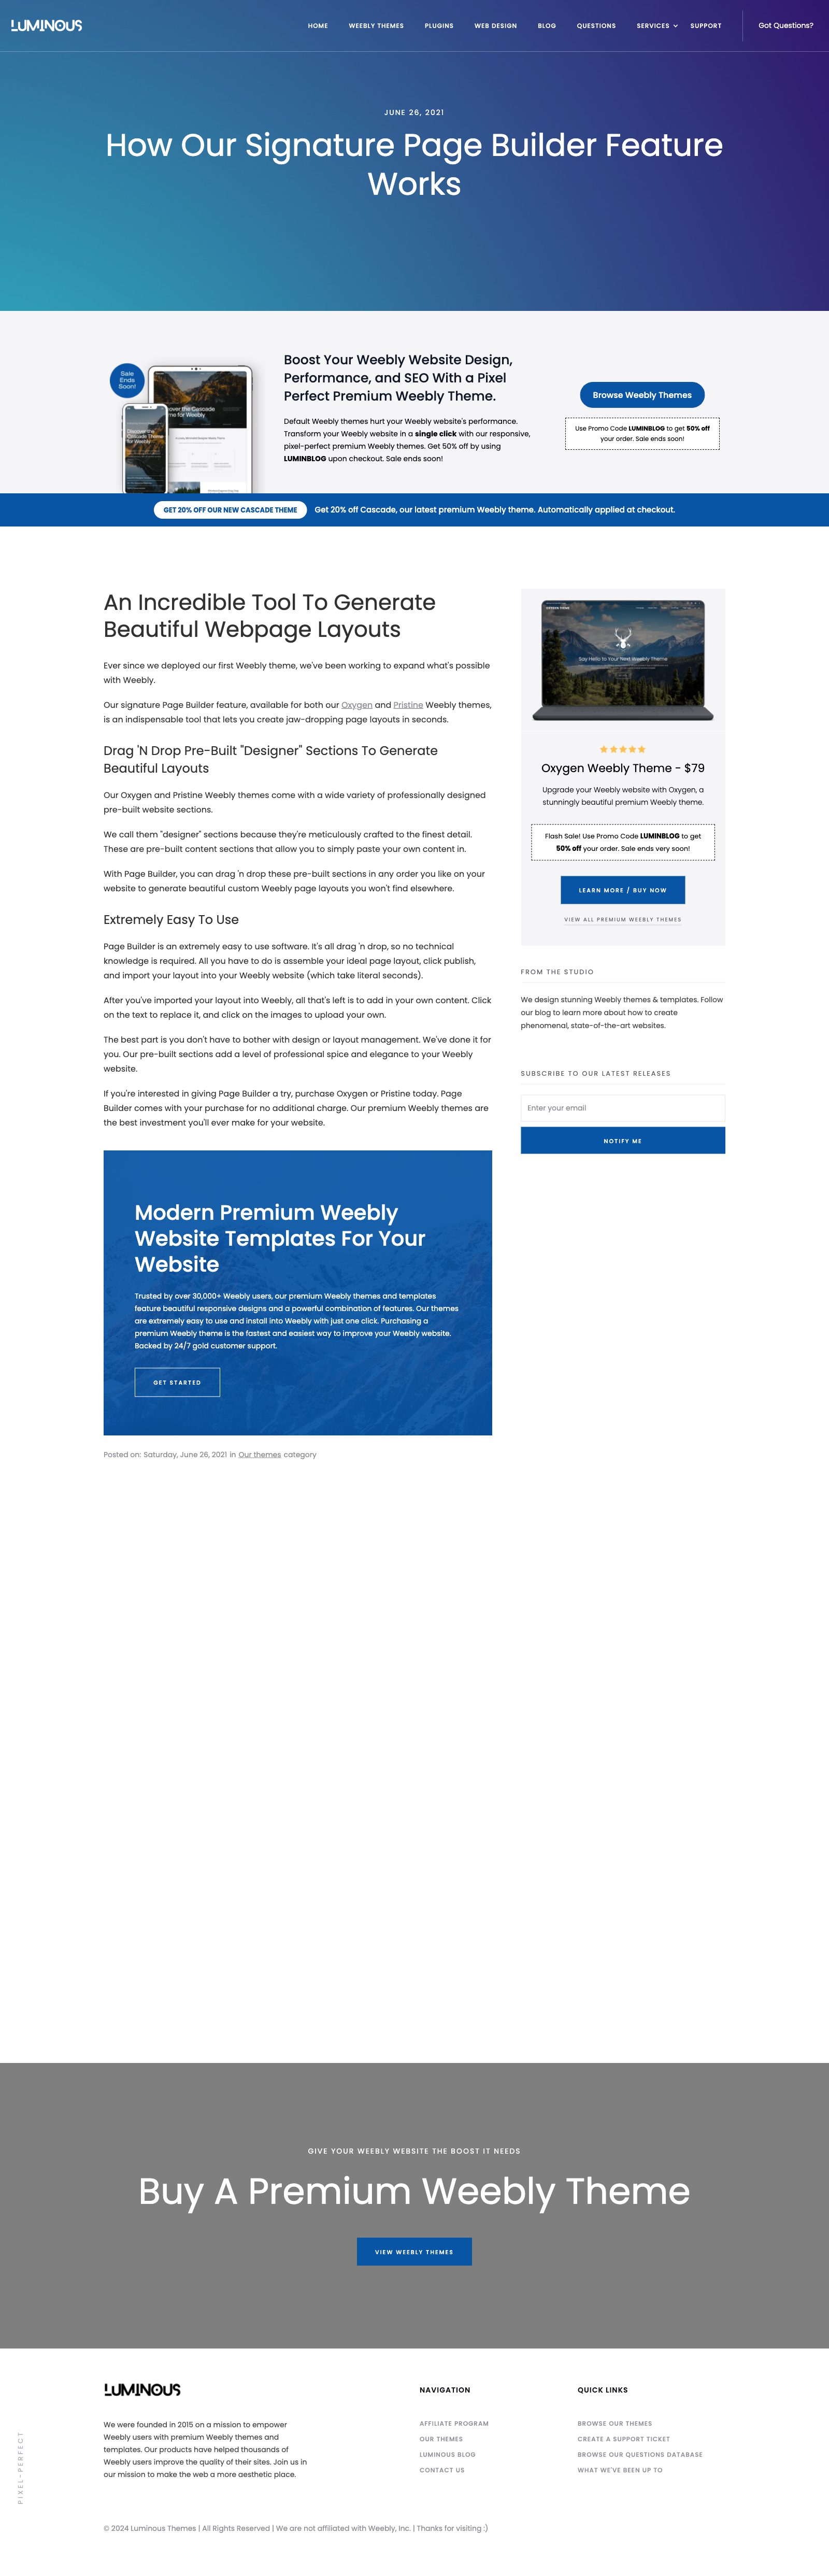 LUMINOUS
HOME WEEBLY THEMES PLUGINS WEB DESIGN BLOG QUESTIONS SERVICES SUPPORT Got Questions?
JUNE 26, 2021
How Our Signature Page Builder Feature
Works
Sale
Ends
Soon!
Boost Your Weebly Website Design,
Performance, and SEO With a Pixel
Perfect Premium Weebly Theme.
Default Weebly themes hurt your Weebly website's performance.
Transform your Weebly website in a single click with our responsive,
pixel-perfect premium Weebly themes. Get 50% off by using
LUMINBLOG upon checkout. Sale ends soon!
Browse Weebly Themes
Use Promo Code LUMINBLOG to get 50% off
your order. Sale ends soon!
GET 20% OFF OUR NEW CASCADE THEME Get 20% off Cascade, our latest premium Weebly theme. Automatically applied at checkout.
An Incredible Tool To Generate
Beautiful Webpage Layouts
Ever since we deployed our first Weebly theme, we've been working to expand what's possible
with Weebly.
Our signature Page Builder feature, available for both our Oxygen and Pristine Weebly themes,
is an indispensable tool that lets you create jaw-dropping page layouts in seconds.
Drag 'N Drop Pre-Built "Designer" Sections To Generate
Beautiful Layouts
Our Oxygen and Pristine Weebly themes come with a wide variety of professionally designed
pre-built website sections.
We call them "designer" sections because they're meticulously crafted to the finest detail.
These are pre-built content sections that allow you to simply paste your own content in.
With Page Builder, you can drag 'n drop these pre-built sections in any order you like on your
website to generate beautiful custom Weebly page layouts you won't find elsewhere.
Extremely Easy To Use
Page Builder is an extremely easy to use software. It's all drag 'n drop, so no technical
knowledge is required. All you have to do is assemble your ideal page layout, click publish,
and import your layout into your Weebly website (which take literal seconds).
After you've imported your layout into Weebly, all that's left is to add in your own content. Click
on the text to replace it, and click on the images to upload your own.
The best part is you don't have to bother with design or layout management. We've done it for
you. Our pre-built sections add a level of professional spice and elegance to your Weebly
website.
If you're interested in giving Page Builder a try, purchase Oxygen or Pristine today. Page
Builder comes with your purchase for no additional charge. Our premium Weebly themes are
the best investment you'll ever make for your website.
Modern Premium Weebly
Website Templates For Your
Website
Trusted by over 30,000+ Weebly users, our premium Weebly themes and templates
feature beautiful responsive designs and a powerful combination of features. Our themes
are extremely easy to use and install into Weebly with just one click. Purchasing a
premium Weebly theme is the fastest and easiest way to improve your Weebly website.
Backed by 24/7 gold customer support.
GET STARTED
Posted on: Saturday, June 26, 2021 in Our themes category
Say Hello to Your Next Weebly Theme
Oxygen Weebly Theme - $79
Upgrade your Weebly website with Oxygen, a
stunningly beautiful premium Weebly theme.
Flash Sale! Use Promo Code LUMINBLOG to get
50% off your order. Sale ends very soon!
LEARN MORE / BUY NOW
VIEW ALL PREMIUM WEEBLY THEMES
FROM THE STUDIO
We design stunning Weebly themes & templates. Follow
our blog to learn more about how to create
phenomenal, state-of-the-art websites.
SUBSCRIBE TO OUR LATEST RELEASES
Enter your email
NOTIFY ME
GIVE YOUR WEEBLY WEBSITE THE BOOST IT NEEDS
Buy A Premium Weebly Theme
VIEW WEEBLY THEMES
LUMINOUS
We were founded in 2015 on a mission to empower
Weebly users with premium Weebly themes and
templates. Our products have helped thousands of
Weebly users improve the quality of their sites. Join us in
our mission to make the web a more aesthetic place.
NAVIGATION
AFFILIATE PROGRAM
OUR THEMES
LUMINOUS BLOG
CONTACT US
QUICK LINKS
BROWSE OUR THEMES
CREATE A SUPPORT TICKET
BROWSE OUR QUESTIONS DATABASE
WHAT WE'VE BEEN UP TO
PIXEL-PERFECT
© 2024 Luminous Themes | All Rights Reserved | We are not affiliated with Weebly, Inc. | Thanks for visiting :)